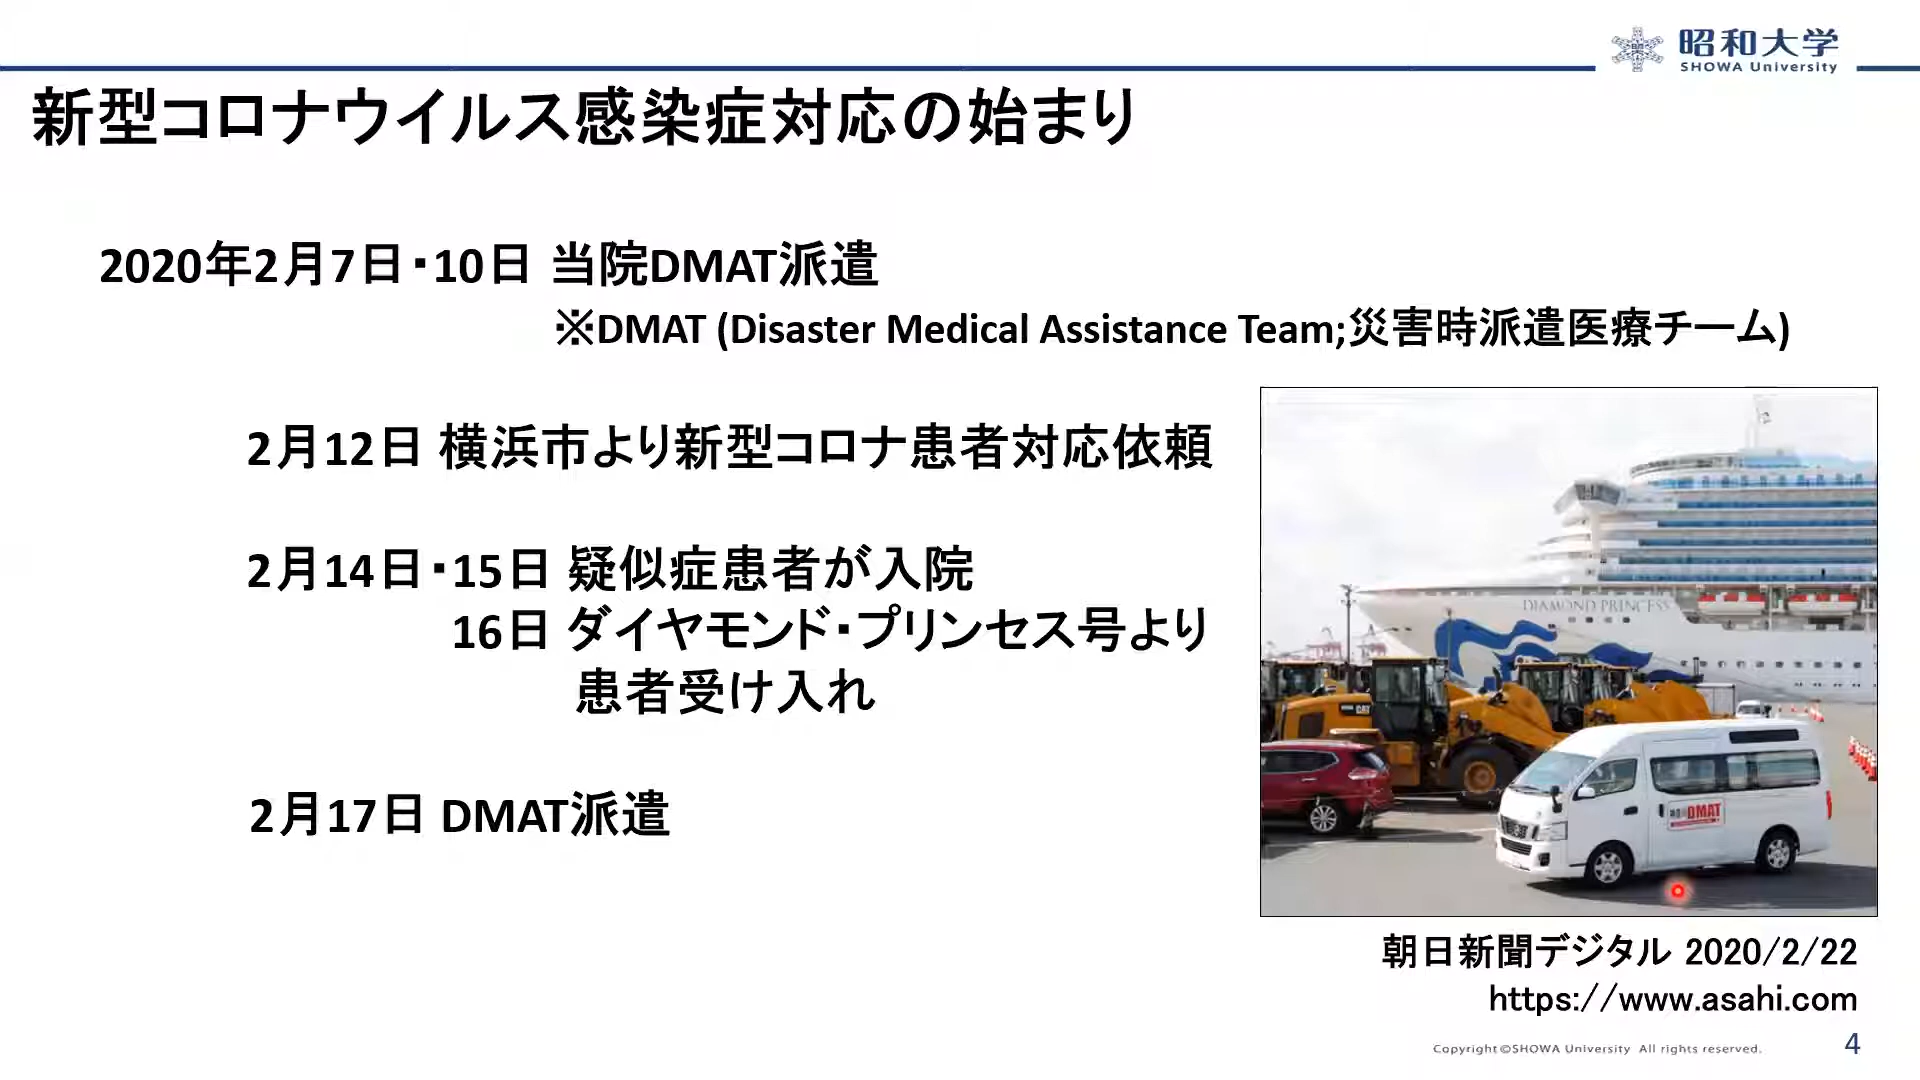 昭和大学
SHOWA University
新型コロナウイルス感染症対応の始まり
2020年2月7日・10日 当院DMAT派遣
※DMAT (Disaster Medical Assistance Team;災害時派遣医療チーム)
2月12日 横浜市より新型コロナ患者対応依頼
2月14日・15日 疑似症患者が入院
16日 ダイヤモンド・プリンセス号より
患者受け入れ
2月17日 DMAT派遣
DIAMOND PRINCESS
CAT
DMAT
朝日新聞デジタル 2020/2/22
https://www.asahi.com
Copyright©SHOWA University All rights reserved.
4